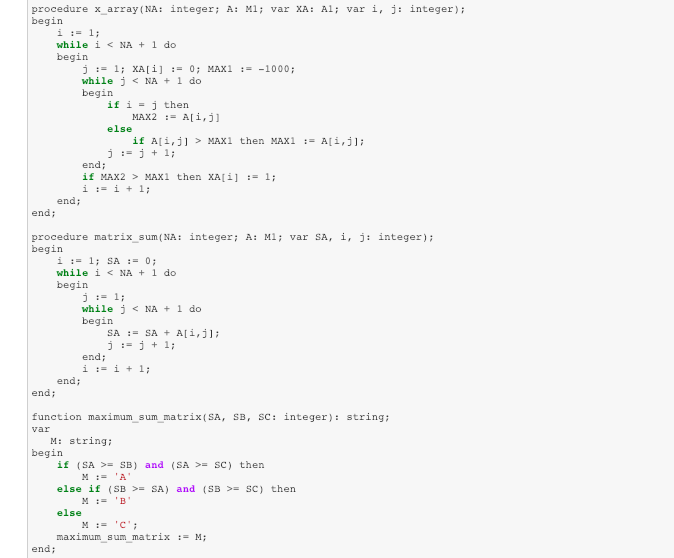 procedure x_array(NA: integer; A: M1; var XA: A1; var i, j: integer);
begin
    i := 1;
    while i < NA + 1 do
    begin
        j := 1; XA[i] := 0; MAX1 := -1000;
        while j < NA + 1 do
        begin
            if i = j then
                MAX2 := A[i,j]
            else
                if A[i,j] > MAX1 then MAX1 := A[i,j];
            j := j + 1;
        end;
        if MAX2 > MAX1 then XA[i] := 1;
        i := i + 1;
    end;
end;

procedure matrix_sum(NA: integer; A: M1; var SA, i, j: integer);
begin
    i := 1; SA := 0;
    while i < NA + 1 do
    begin
        j := 1;
        while j < NA + 1 do
        begin
            SA := SA + A[i,j];
            j := j + 1;
        end;
        i := i + 1;
    end;
end;

function maximum_sum_matrix(SA, SB, SC: integer): string;
var
   M: string;
begin
    if (SA >= SB) and (SA >= SC) then
        M := 'A'
    else if (SB >= SA) and (SB >= SC) then
        M := 'B'
    else
        M := 'C';
    maximum_sum_matrix := M;
end;